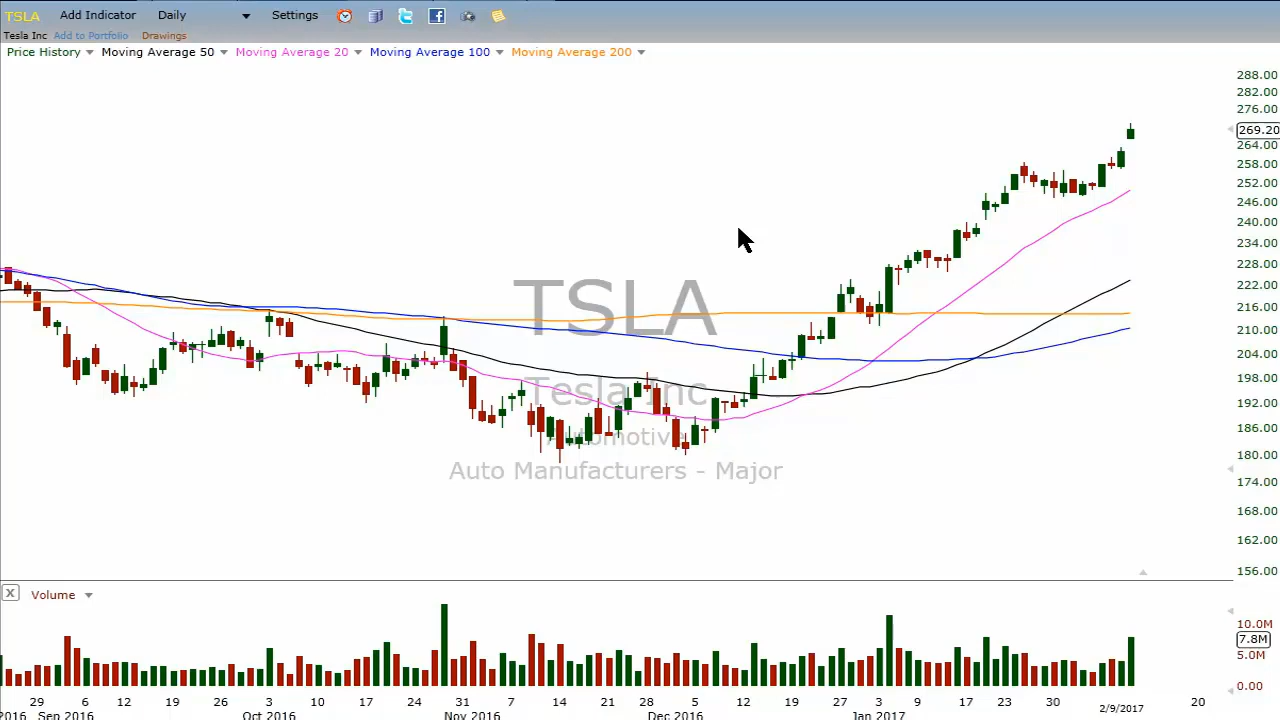 TSLA Add Indicator Daily Settings
Tesla Inc Add to Portfolio Drawings
Price History Moving Average 50 Moving Average 20 Moving Average 100 Moving Average 200
288.00
282.00
276.00
269.20
264.00
258.00
252.00
246.00
240.00
234.00
228.00
222.00
216.00
210.00
204.00
198.00
192.00
186.00
180.00
174.00
168.00
162.00
156.00
TSLA
Tesla Inc
Automotive
Auto Manufacturers - Major
X Volume
10.0M
7.8M
5.0M
0.00
29 6 12 19 26 3 10 17 24 31 7 14 21 28 5 12 19 27 3 9 17 23 30 2/9/2017 20
2016 Sep 2016 Oct 2016 Nov 2016 Dec 2016 Jan 2017